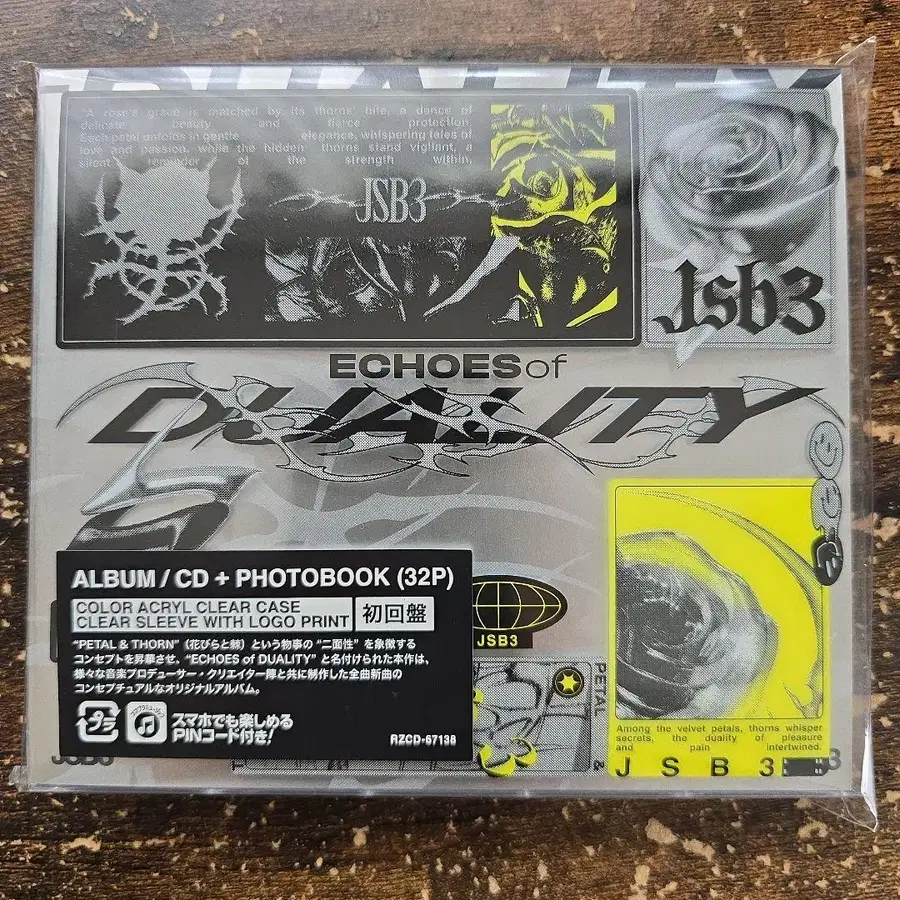 "A rose's grace is matched by its thorns' bite, a dance of
delicate beauty and fierce protection.
Each petal unfolds in gentle elegance, whispering tales of
love and passion, while the hidden thorns stand vigilant, a
silent reminder of the strength within.
JSB3
Jsb3
ECHOES of
DUALITY
ALBUM / CD + PHOTOBOOK (32P)
COLOR ACRYL CLEAR CASE
CLEAR SLEEVE WITH LOGO PRINT
初回盤
"PETAL & THORN"（花びらと棘）という物事の"二面性"を象徴する
コンセプトを昇華させ、"ECHOES of DUALITY"と名付けられた本作は、
様々な音楽プロデューサー・クリエイター陣と共に制作した全曲新曲の
コンセプチュアルなオリジナルアルバム。
プラ
スマホでも楽しめる
PINコード付き!
RZCD-67138
JSB3
PETAL &
Among the velvet petals, thorns whisper
secrets, the duality of pleasure
and pain intertwined.
JSB3
JSB3